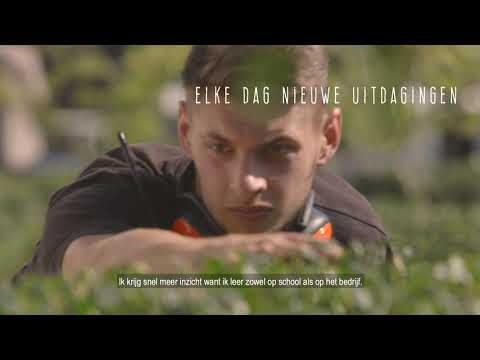 ELKE DAG NIEUWE UITDAGINGEN
Ik krijg snel meer inzicht want ik leer zowel op school als op het bedrijf.